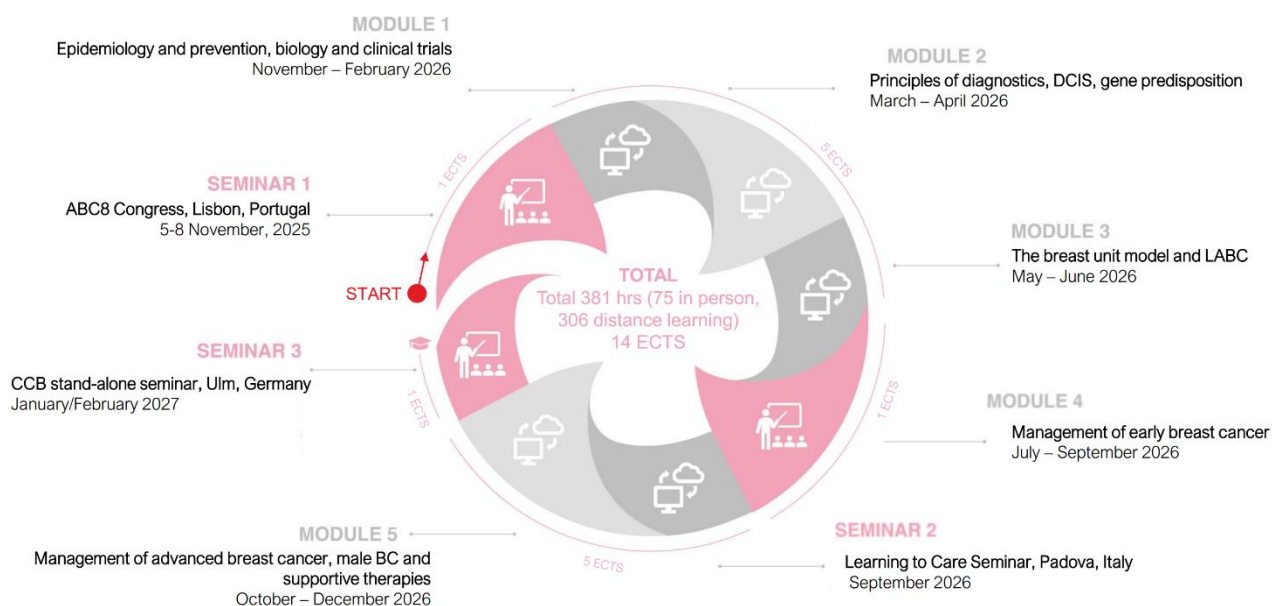 MODULE 1
Epidemiology and prevention, biology and clinical trials
November – February 2026
MODULE 2
Principles of diagnostics, DCIS, gene predisposition
March – April 2026
1 ECTS
5 ECTS
SEMINAR 1
ABC8 Congress, Lisbon, Portugal
5-8 November, 2025
MODULE 3
The breast unit model and LABC
May – June 2026
START
TOTAL
Total 381 hrs (75 in person,
306 distance learning)
14 ECTS
SEMINAR 3
CCB stand-alone seminar, Ulm, Germany
January/February 2027
1 ECTS
1 ECTS
MODULE 4
Management of early breast cancer
July – September 2026
MODULE 5
Management of advanced breast cancer, male BC and
supportive therapies
October – December 2026
5 ECTS
SEMINAR 2
Learning to Care Seminar, Padova, Italy
September 2026